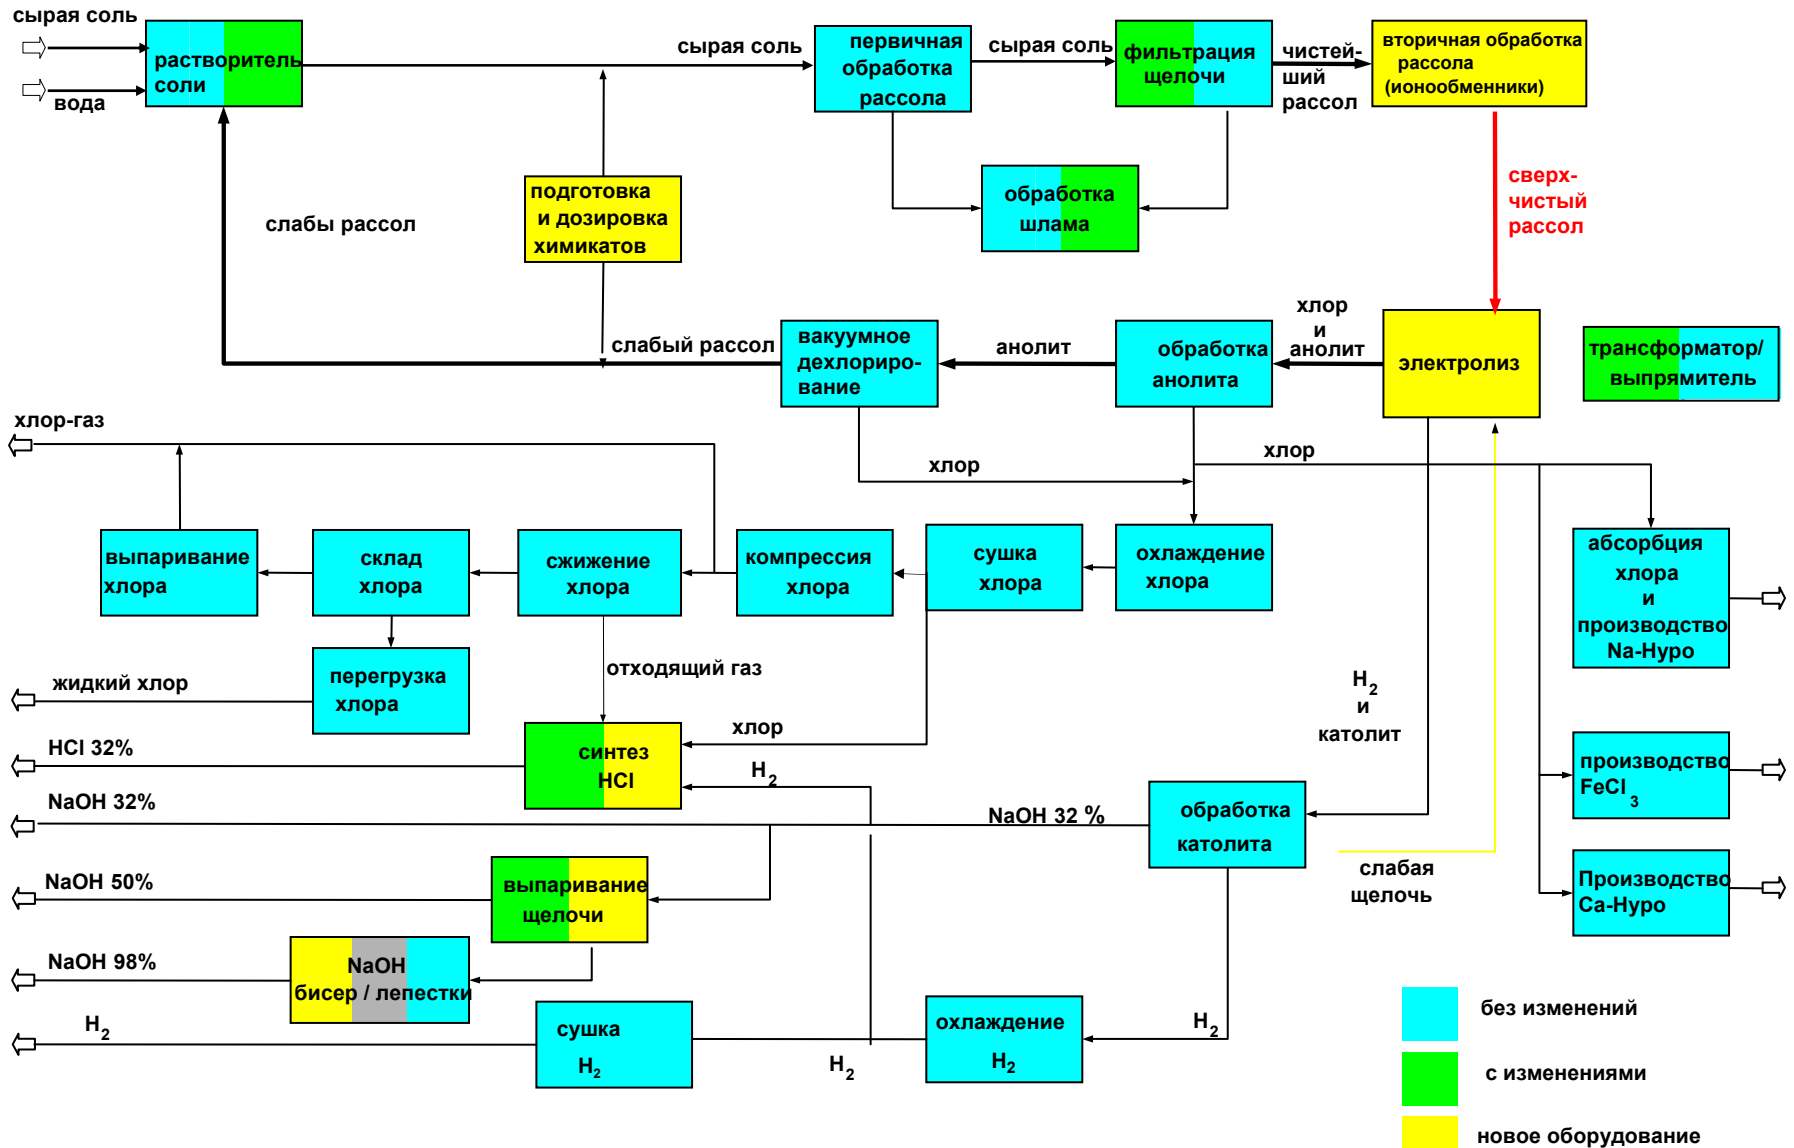 сырая соль
растворитель
соли
вода
сырая соль
первичная
обработка
рассола
сырая соль
фильтрация
щелочи
чистей-
ший
рассол
вторичная обработка
рассола
(ионообменники)
подготовка
и дозировка
химикатов
слабы рассол
обработка
шлама
сверх-
чистый
рассол
слабый рассол
вакуумное
дехлориро-
вание
анолит
обработка
анолита
хлор
и
анолит
электролиз
трансформатор/
выпрямитель
хлор-газ
хлор
хлор
выпаривание
хлора
склад
хлора
сжижение
хлора
компрессия
хлора
сушка
хлора
охлаждение
хлора
абсорбция
хлора
и
производство
Na-Hypo
перегрузка
хлора
отходящий газ
жидкий хлор
H2
и
католит
HCl 32%
синтез
HCl
хлор
H2
производство
FeCl3
NaOH 32%
NaOH 32 %
обработка
католита
слабая
щелочь
Производство
Ca-Hypo
NaOH 50%
выпаривание
щелочи
NaOH 98%
NaOH
бисер / лепестки
H2
сушка
H2
H2
охлаждение
H2
H2
без изменений
с изменениями
новое оборудование